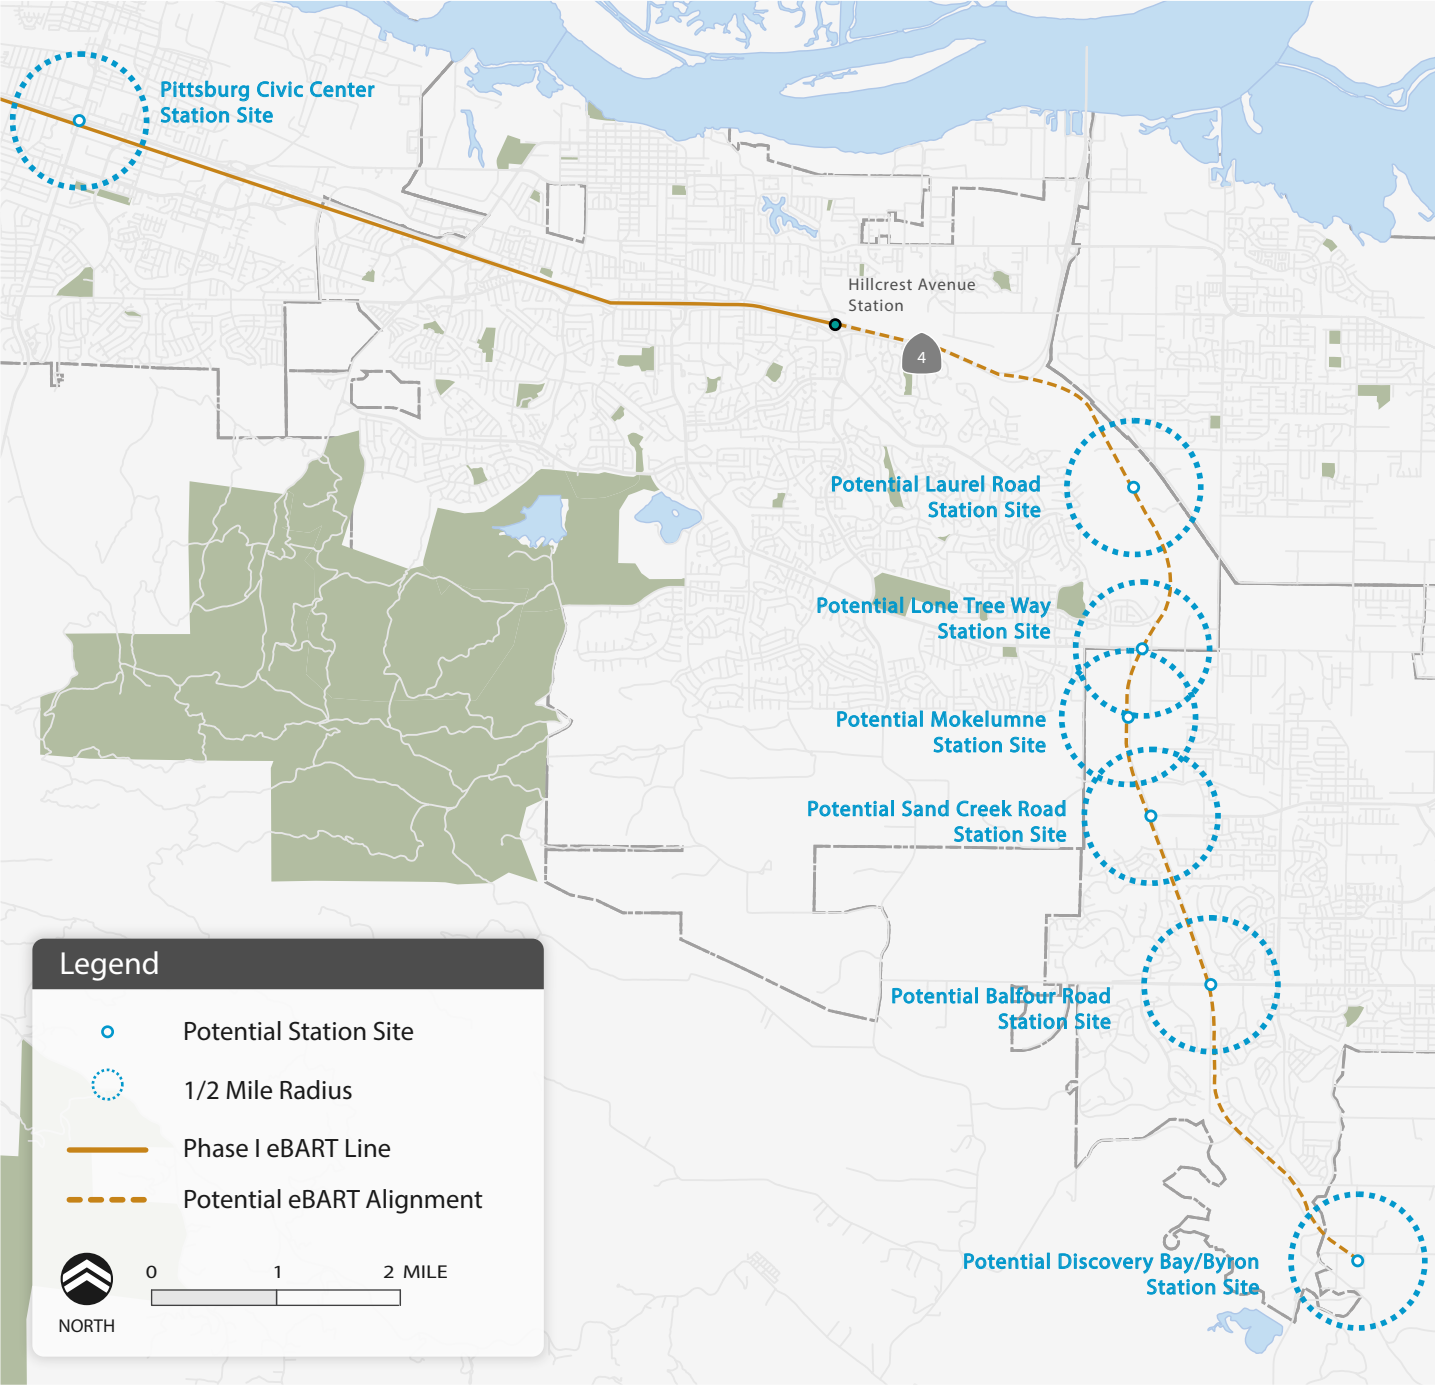 Pittsburg Civic Center
Station Site
Hillcrest Avenue
Station
4
Potential Laurel Road
Station Site
Potential Lone Tree Way
Station Site
Potential Mokelumne
Station Site
Potential Sand Creek Road
Station Site
Potential Balfour Road
Station Site
Potential Discovery Bay/Byron
Station Site
Legend
Potential Station Site
1/2 Mile Radius
Phase I eBART Line
Potential eBART Alignment
0 1 2 MILE
NORTH